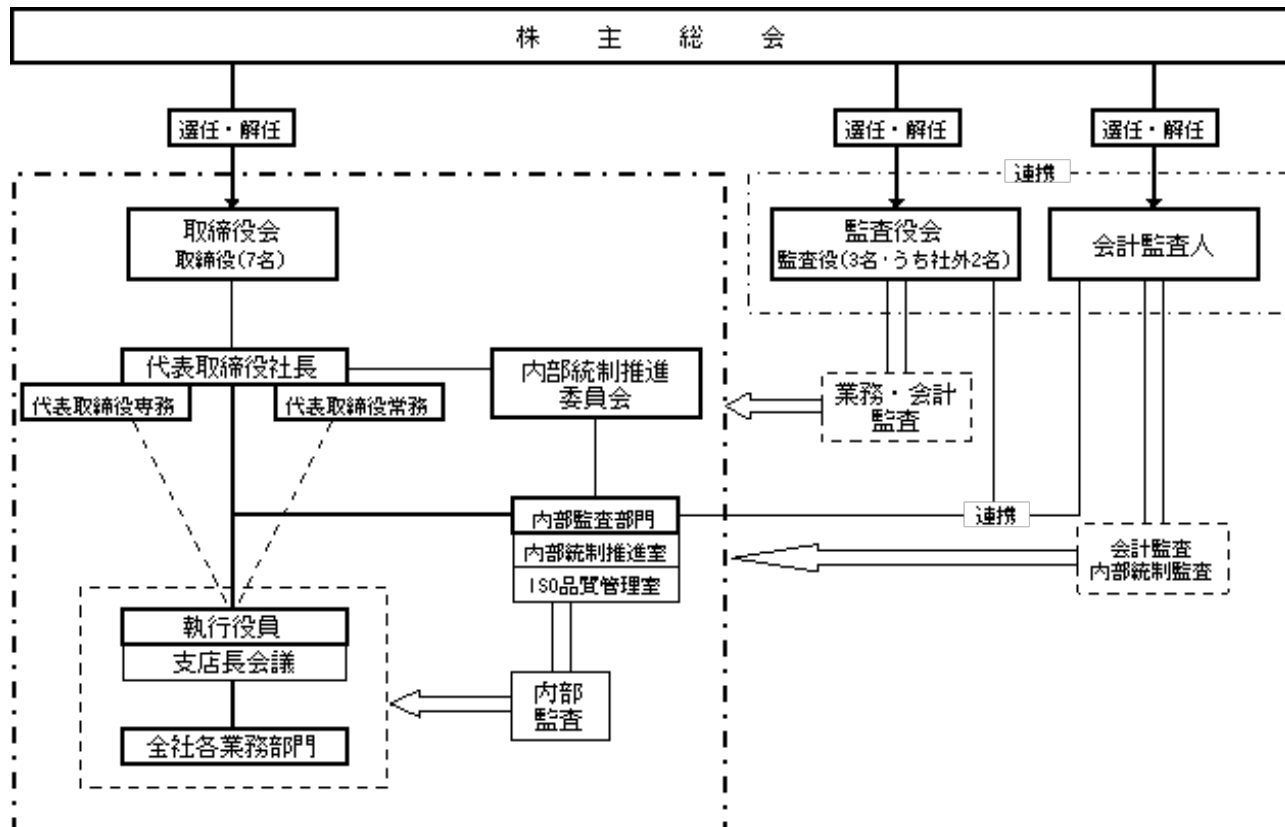 株主総会
選任・解任
選任・解任
選任・解任
連携
取締役会
取締役(7名)
監査役会
監査役(3名・うち社外2名)
会計監査人
代表取締役社長
代表取締役専務
代表取締役常務
内部統制推進
委員会
業務・会計
監査
内部監査部門
内部統制推進室
ISO品質管理室
連携
会計監査
内部統制監査
執行役員
支店長会議
内部
監査
全社各業務部門